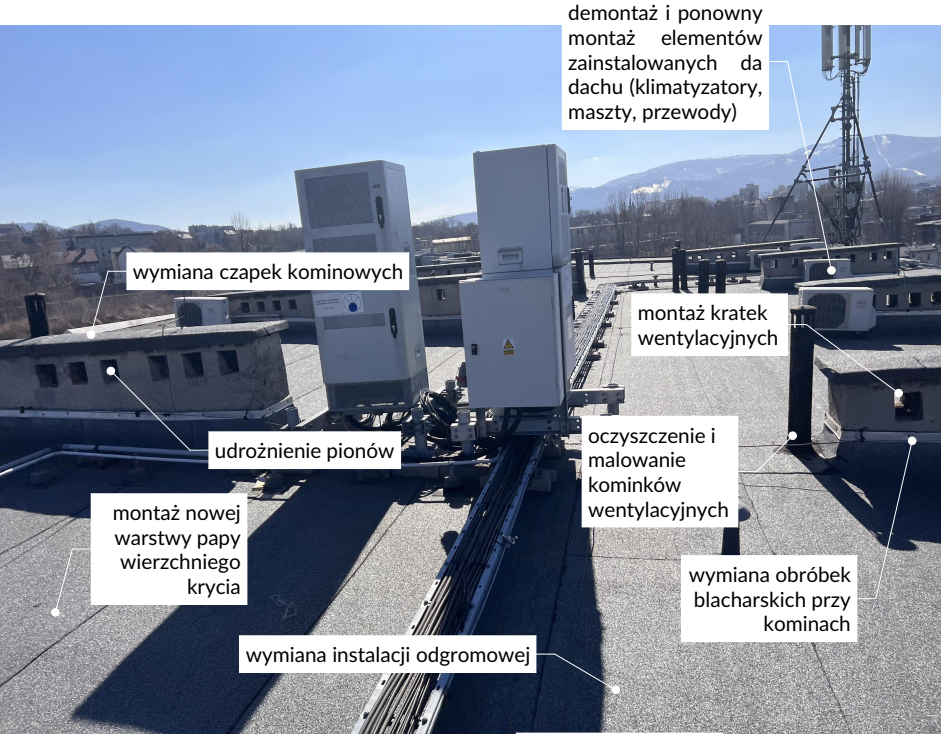 demontaż i ponowny
montaż elementów
zainstalowanych da
dachu (klimatyzatory,
maszty, przewody)
wymiana czapek kominowych
montaż kratek
wentylacyjnych
udrożnienie pionów
oczyszczenie i
malowanie
kominków
wentylacyjnych
montaż nowej
warstwy papy
wierzchniego
krycia
wymiana obróbek
blacharskich przy
kominach
wymiana instalacji odgromowej